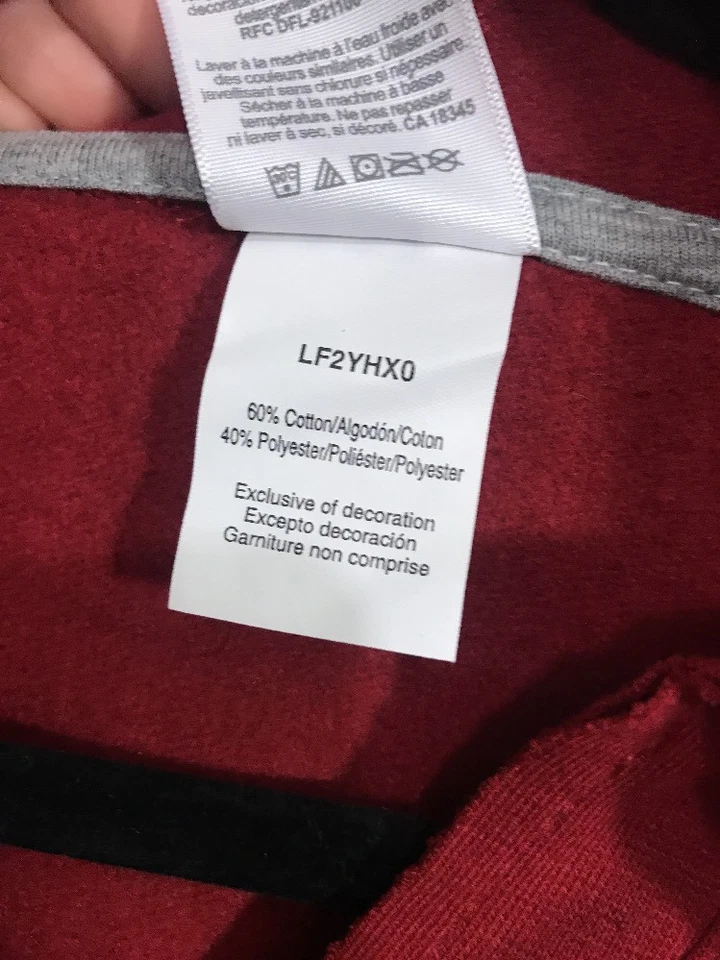 décoration
detergente
RFC DFL-921100
Laver à la machine à l'eau froide avec
des couleurs similaires. Utiliser un
javellisant sans chlorure si nécessaire.
Sécher à la machine à basse
température. Ne pas repasser
ni laver à sec, si décoré. CA 18345
LF2YHX0
60% Cotton/Algodón/Coton
40% Polyester/Poliéster/Polyester
Exclusive of decoration
Excepto decoración
Garniture non comprise